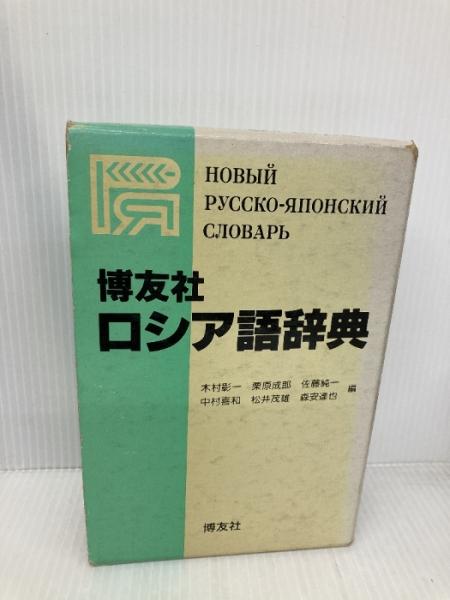 НОВЫЙ
РУССКО-ЯПОНСКИЙ
СЛОВАРЬ
博友社
ロシア語辞典
木村彰一 栗原成郎 佐藤純一
中村喜和 松井茂雄 森安達也 編
博友社